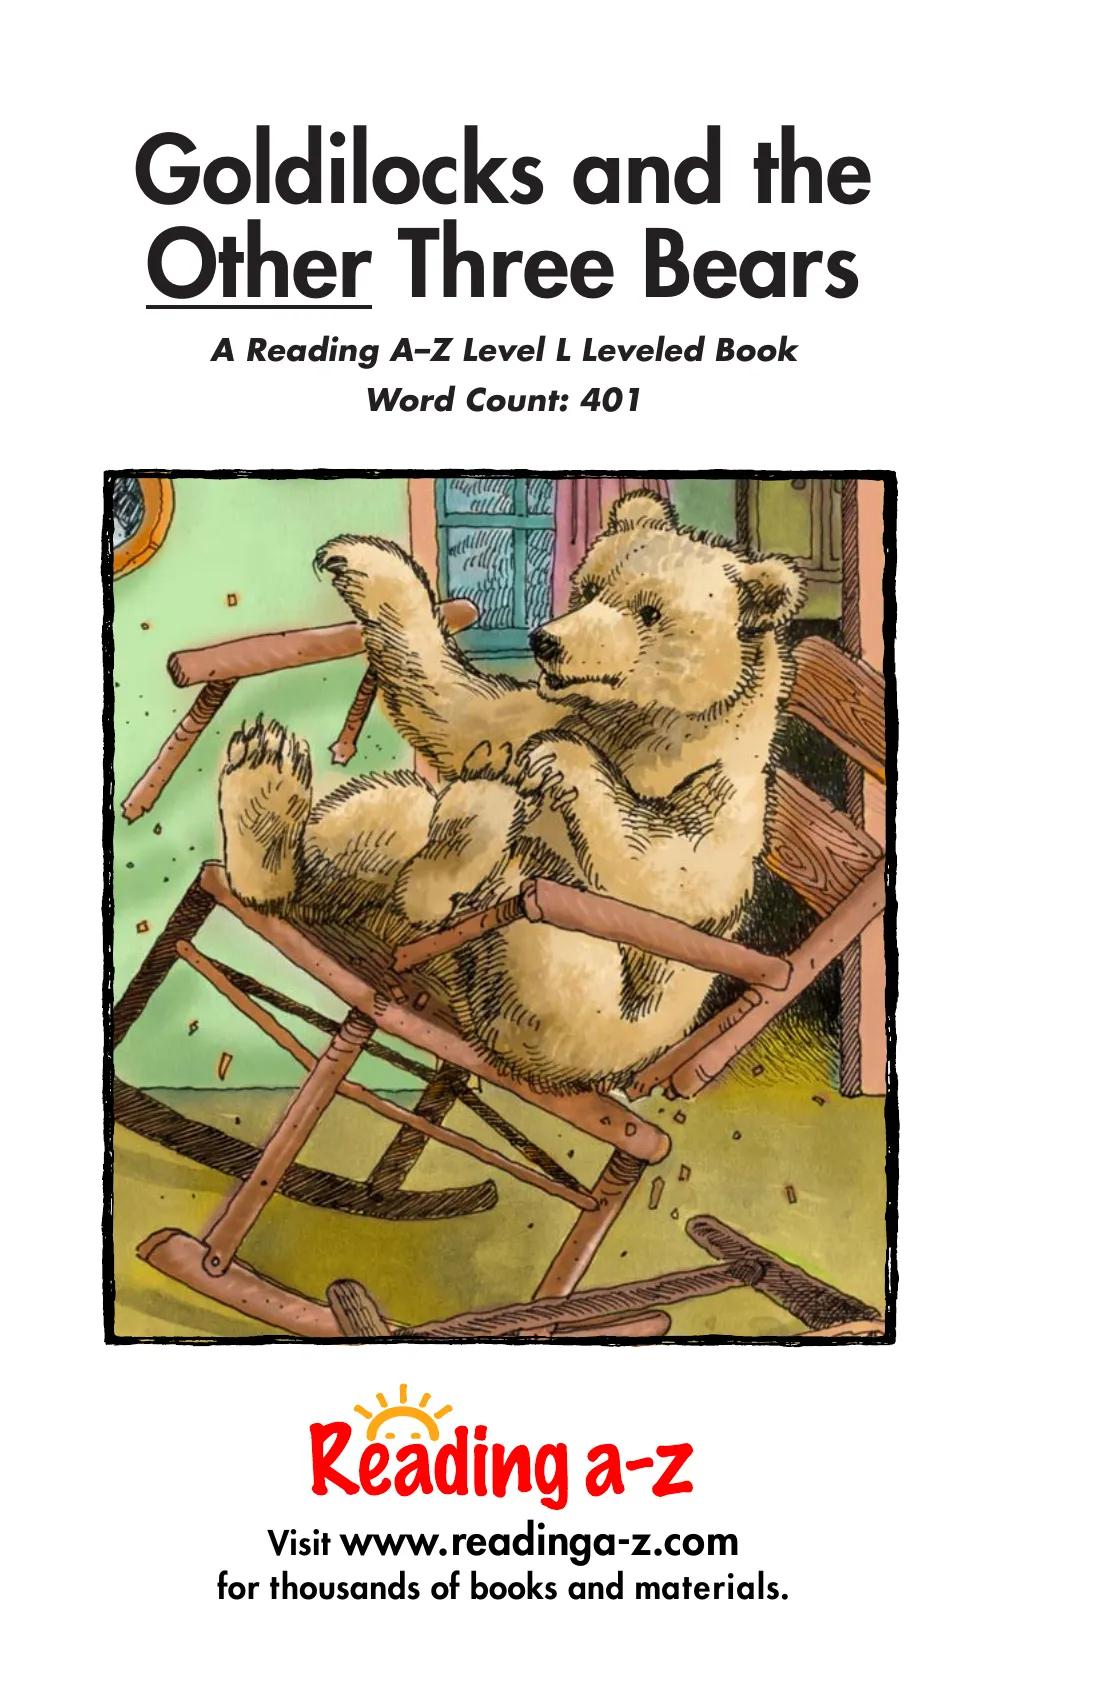 Goldilocks and the
Other Three Bears
A Reading A–Z Level L Leveled Book
Word Count: 401
Reading a-z
Visit www.readinga-z.com
for thousands of books and materials.